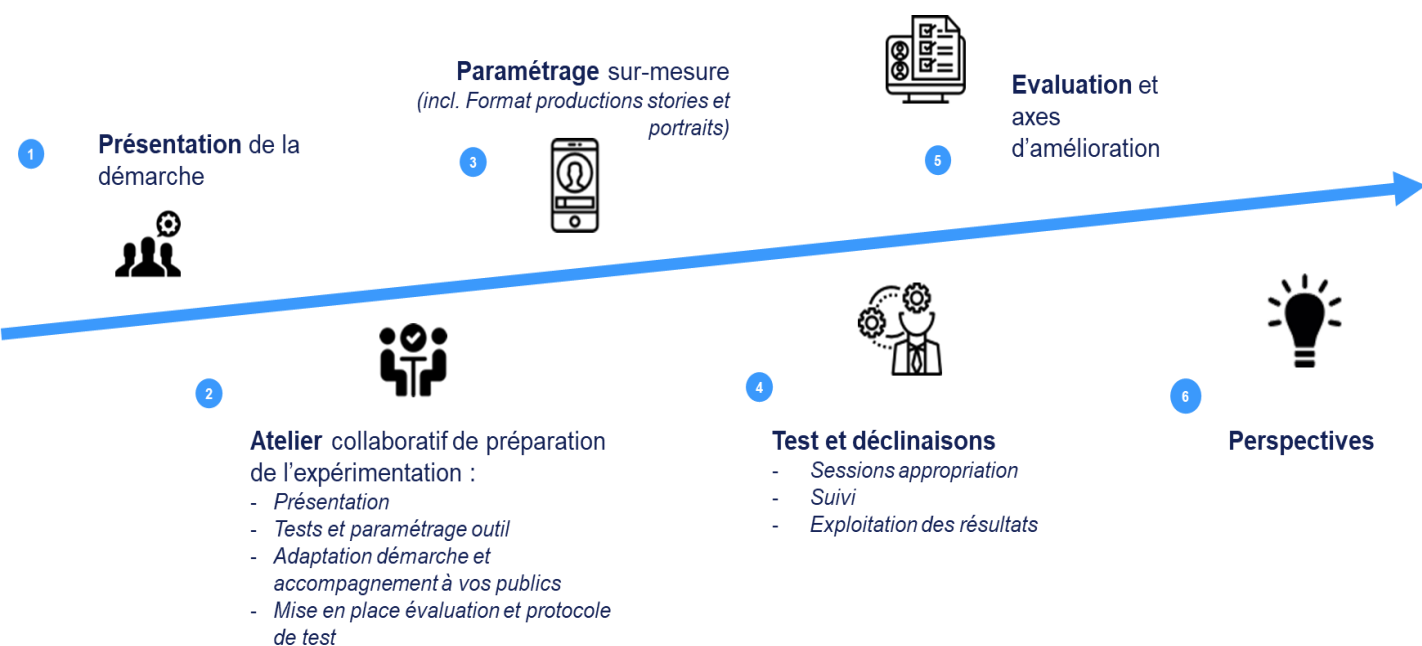 1
Présentation de la
démarche
2
Atelier collaboratif de préparation
de l'expérimentation :
- Présentation
- Tests et paramétrage outil
- Adaptation démarche et
accompagnement à vos publics
- Mise en place évaluation et protocole
de test
3
Paramétrage sur-mesure
(incl. Format productions stories et
portraits)
4
Test et déclinaisons
- Sessions appropriation
- Suivi
- Exploitation des résultats
5
Evaluation et
axes
d'amélioration
6
Perspectives